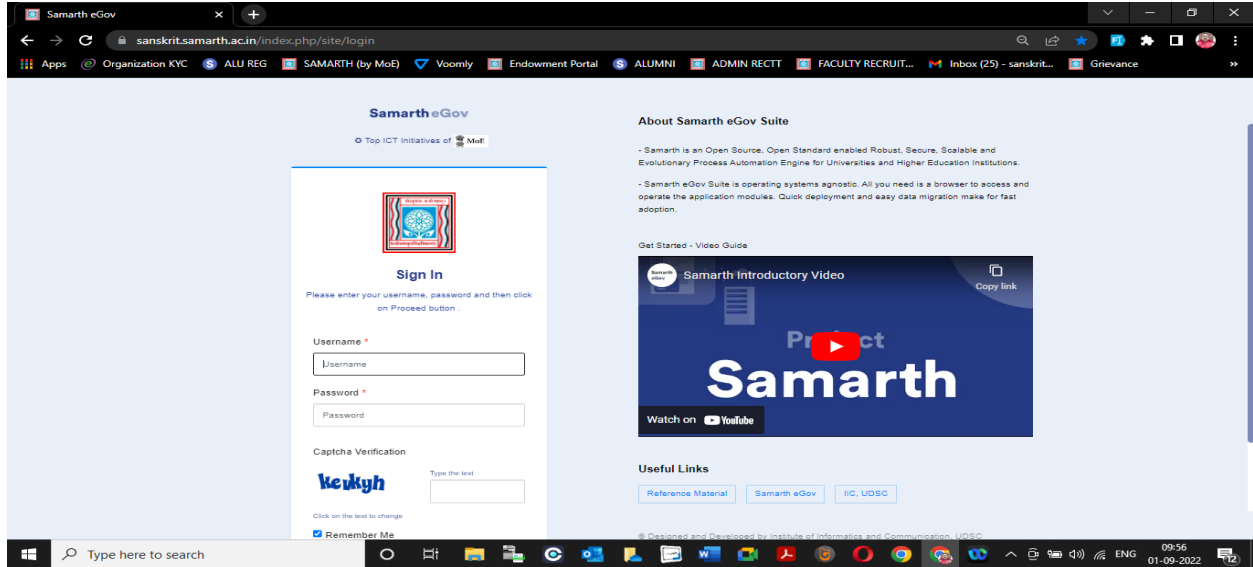 Samarth eGov
sanskrit.samarth.ac.in/index.php/site/login
Apps Organization KYC ALU REG SAMARTH (by MoE) Voomly Endowment Portal ALUMNI ADMIN RECTT FACULTY RECRUIT... Inbox (25) - sanskrit... Grievance »
Samarth eGov
Top ICT Initiatives of MoE
Sign In
Please enter your username, password and then click
on Proceed button .
Username *
Username
Password *
Password
Captcha Verification
Type the text
Click on the text to change
Remember Me
About Samarth eGov Suite
- Samarth is an Open Source, Open Standard enabled Robust, Secure, Scalable and
Evolutionary Process Automation Engine for Universities and Higher Education Institutions.
- Samarth eGov Suite is operating systems agnostic. All you need is a browser to access and
operate the application modules. Quick deployment and easy data migration make for fast
adoption.
Get Started - Video Guide
Samarth eGov
Samarth Introductory Video
Copy link
Samarth
Watch on YouTube
Useful Links
Reference Material Samarth eGov IIC, UDSC
® Designed and Developed by Institute of Informatics and Communication, UDSC
Type here to search
ENG
09:56
01-09-2022
12